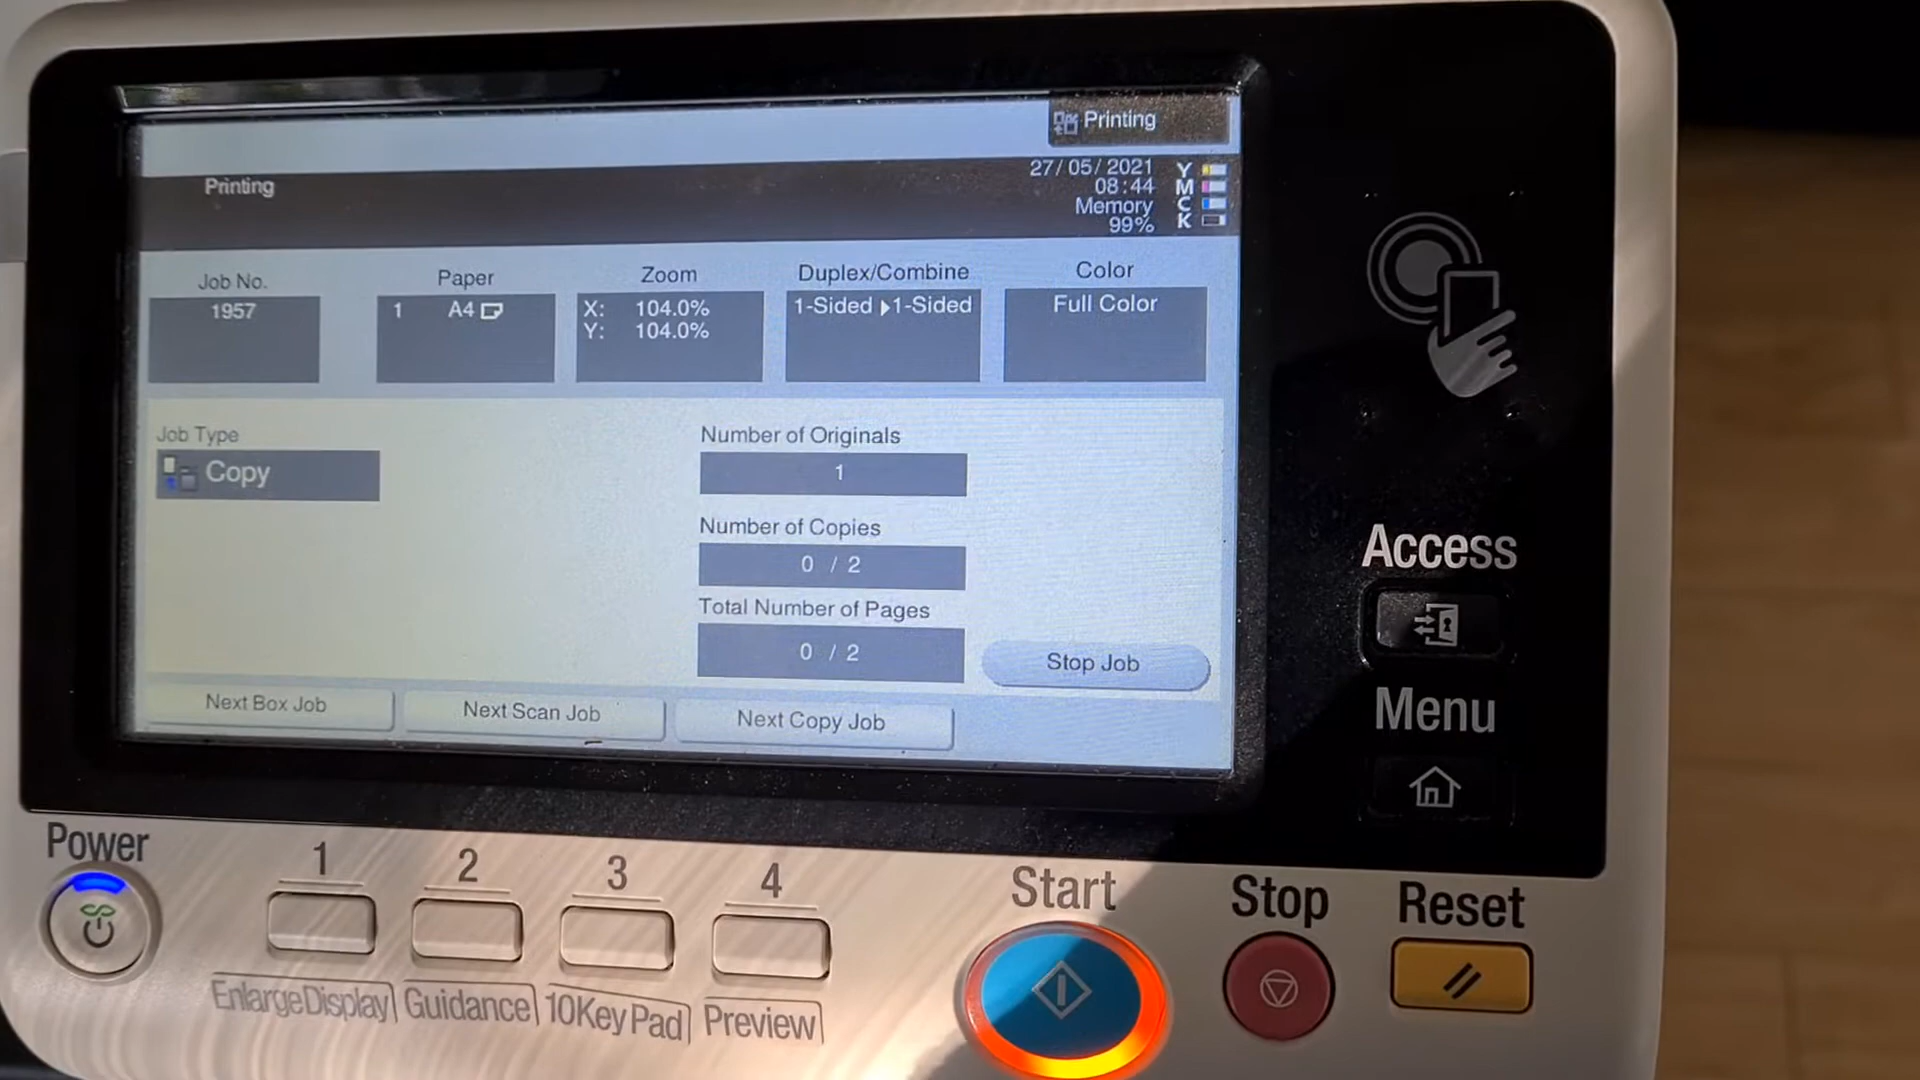 Printing
Printing
27/05/2021
08:44
Memory
99%
Y
M
C
K
Job No.
1957
Paper
1 A4
Zoom
X: 104.0%
Y: 104.0%
Duplex/Combine
1-Sided ▶1-Sided
Color
Full Color
Job Type
Copy
Number of Originals
1
Number of Copies
0 / 2
Total Number of Pages
0 / 2
Stop Job
Next Box Job
Next Scan Job
Next Copy Job
Access
Menu
Power
1
2
3
4
Enlarge Display
Guidance
10Key Pad
Preview
Start
Stop
Reset